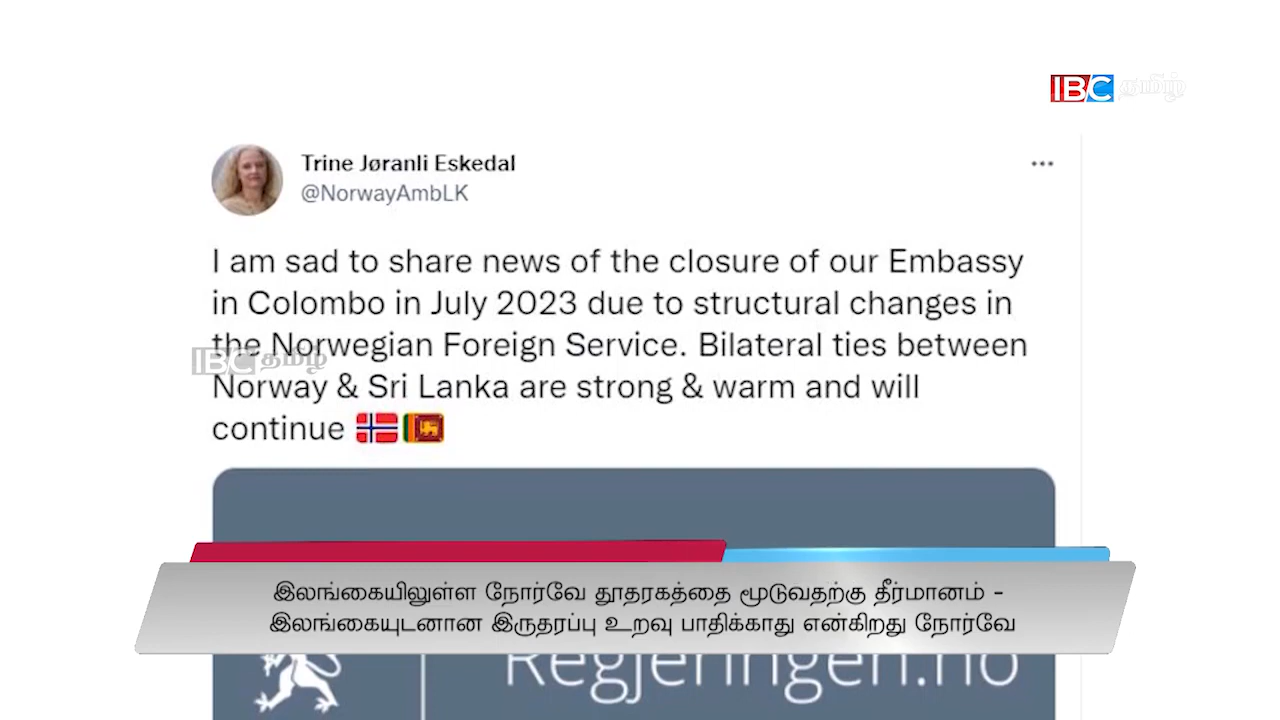 IBC தமிழ்
Trine Jøranli Eskedal
@NorwayAmbLK
I am sad to share news of the closure of our Embassy
in Colombo in July 2023 due to structural changes in
the Norwegian Foreign Service. Bilateral ties between
IBC தமிழ்
Norway & Sri Lanka are strong & warm and will
continue
இலங்கையிலுள்ள நோர்வே தூதரகத்தை மூடுவதற்கு தீர்மானம் -
இலங்கையுடனான இருதரப்பு உறவு பாதிக்காது என்கிறது நோர்வே
Regjeringen.no